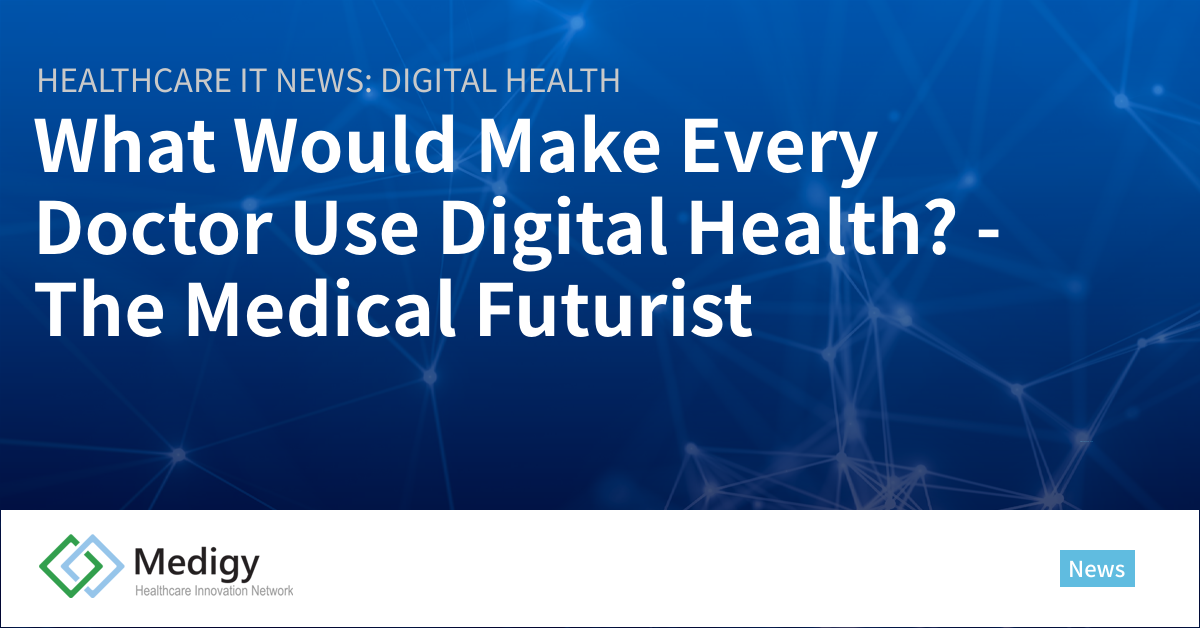 HEALTHCARE IT NEWS: DIGITAL HEALTH
What Would Make Every
Doctor Use Digital Health? -
The Medical Futurist
Medigy
Healthcare Innovation Network
News